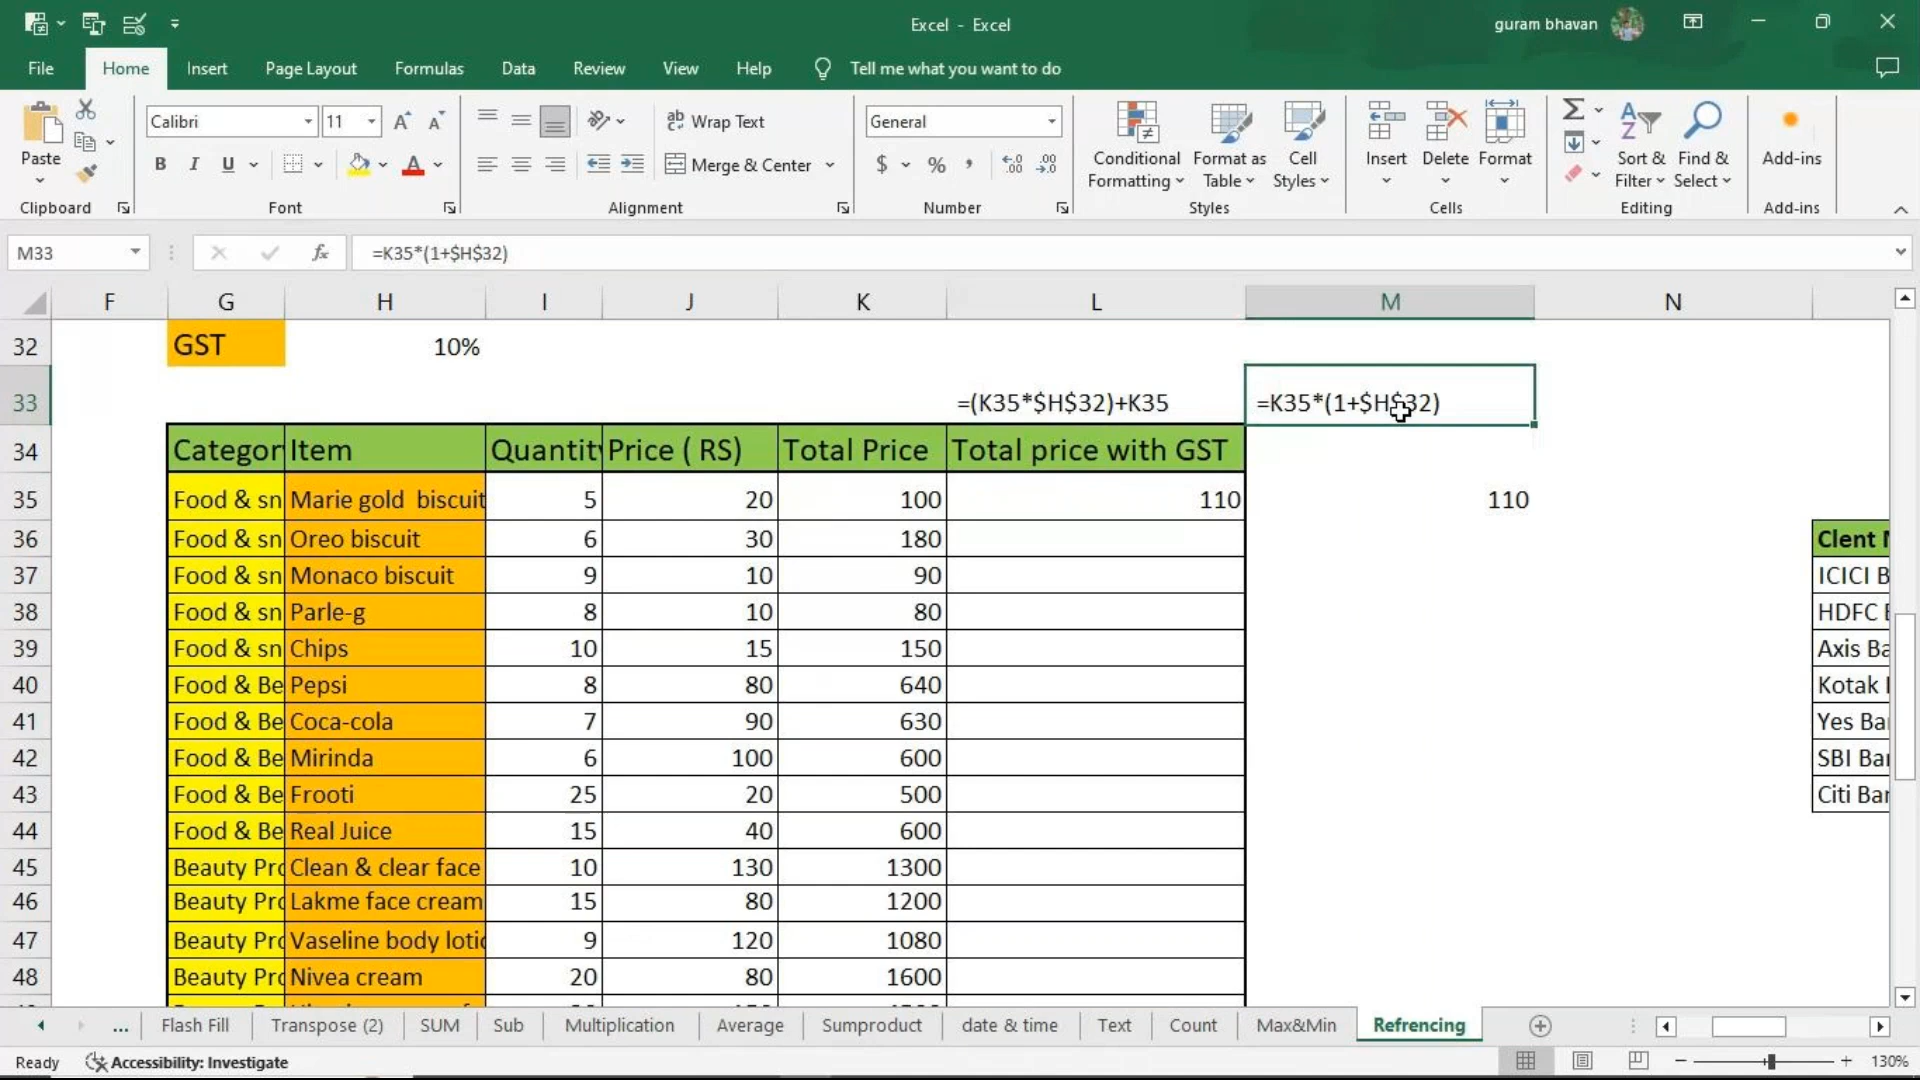 Excel - Excel
guram bhavan
File Home Insert Page Layout Formulas Data Review View Help Tell me what you want to do
Paste
Clipboard
Calibri 11
B I U A
Font
ab Wrap Text
Merge & Center
Alignment
General
$ % ,
Number
Conditional Formatting
Format as Table
Cell Styles
Styles
Insert Delete Format
Cells
Sort & Filter
Find & Select
Editing
Add-ins
Add-ins
M33 fx =K35*(1+$H$32)
F G H I J K L M N
32 GST 10%
33 =(K35*$H$32)+K35 =K35*(1+$H$32)
34 Categor Item Quantity Price ( RS) Total Price Total price with GST
35 Food & sn Marie gold biscuit 5 20 100 110 110
36 Food & sn Oreo biscuit 6 30 180 Clent
37 Food & sn Monaco biscuit 9 10 90 ICICI B
38 Food & sn Parle-g 8 10 80 HDFC
39 Food & sn Chips 10 15 150 Axis Ba
40 Food & Be Pepsi 8 80 640 Kotak
41 Food & Be Coca-cola 7 90 630 Yes Ba
42 Food & Be Mirinda 6 100 600 SBI Ba
43 Food & Be Frooti 25 20 500 Citi Ba
44 Food & Be Real Juice 15 40 600
45 Beauty Pro Clean & clear face 10 130 1300
46 Beauty Pro Lakme face cream 15 80 1200
47 Beauty Pro Vaseline body lotio 9 120 1080
48 Beauty Pro Nivea cream 20 80 1600
... Flash Fill Transpose (2) SUM Sub Multiplication Average Sumproduct date & time Text Count Max&Min Refrencing
Ready Accessibility: Investigate 130%